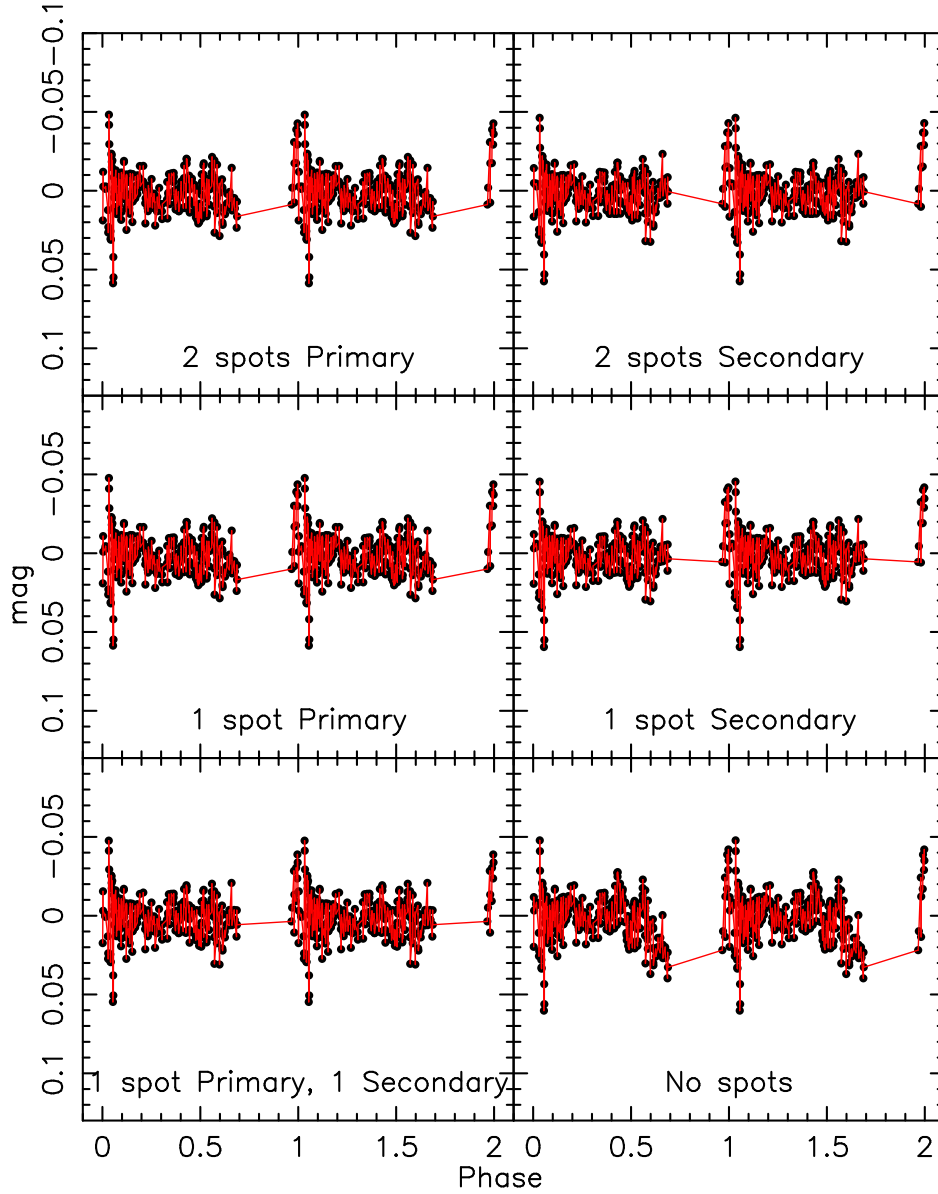 -0.1
-0.05
0
0.05
0.1
2 spots Primary
2 spots Secondary
-0.05
0
0.05
0.1
mag
1 spot Primary
1 spot Secondary
-0.05
0
0.05
0.1
1 spot Primary, 1 Secondary
No spots
0 0.5 1 1.5 2
0 0.5 1 1.5 2
Phase